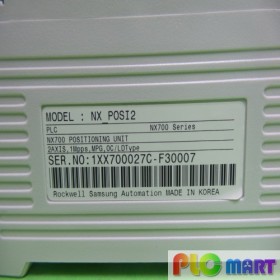 MODEL : NX_POSI2
PLC NX700 Series
NX700 POSITIONING UNIT
2AXIS,1Mpps,MPG,OC/LDType
SER.NO:1XX700027C-F30007
Rockwell Samsung Automation MADE IN KOREA
PLC MART